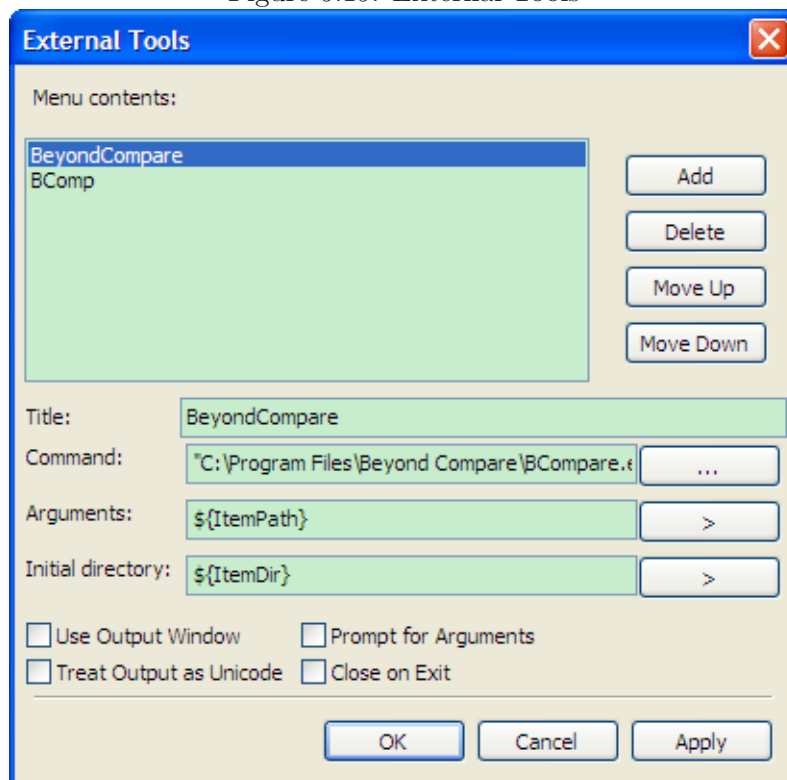 External Tools
Menu contents:
BeyondCompare
BComp
Add
Delete
Move Up
Move Down
Title:
BeyondCompare
Command:
"C:\Program Files\Beyond Compare\BCompare.e
...
Arguments:
${ItemPath}
>
Initial directory:
${ItemDir}
>
Use Output Window
Prompt for Arguments
Treat Output as Unicode
Close on Exit
OK
Cancel
Apply